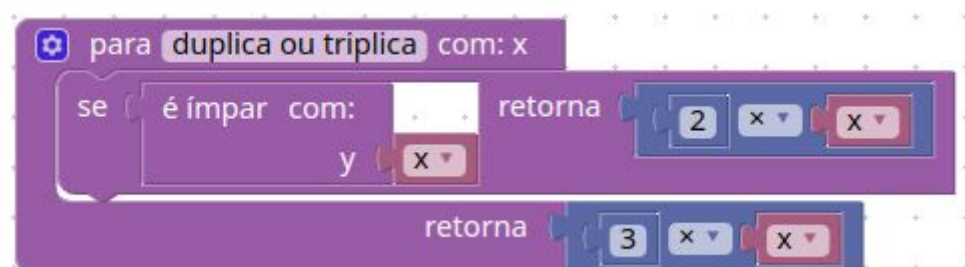 para duplica ou triplica com: x
se é ímpar com: retorna 2 × x
y x
retorna 3 × x